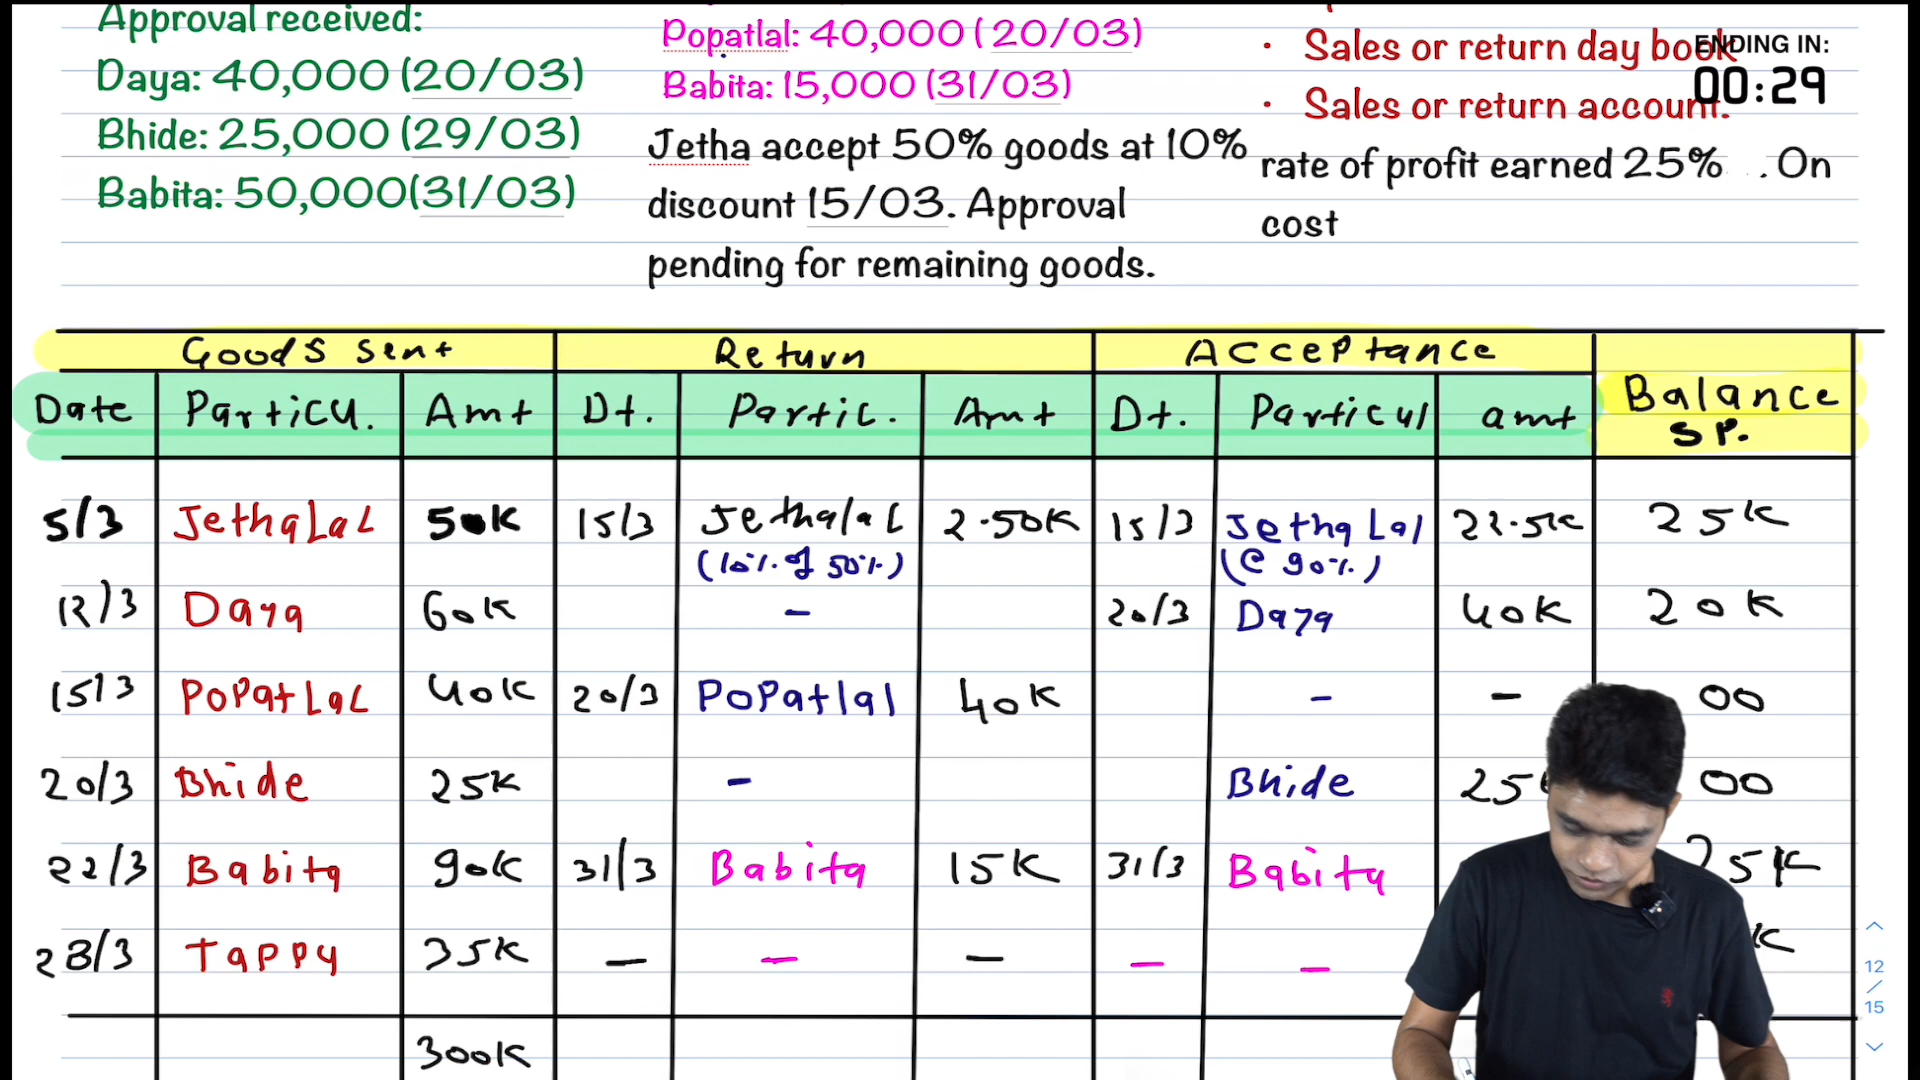 Approval received:
Daya: 40,000 (20/03)
Bhide: 25,000 (29/03)
Babita: 50,000(31/03)
Popatlal: 40,000 (20/03)
Babita: 15,000 (31/03)
Jetha accept 50% goods at 10%
discount 15/03. Approval
pending for remaining goods.
· Sales or return day book
· Sales or return account.
rate of profit earned 25% . On
cost
ENDING IN:
00:29
Goods Sent Return Acceptance
Date Particu. Amt Dt. Partic. Amt Dt. Particul amt Balance
SP.
5/3 JethaLaL 50K 15/3 Jethalal 2.50K 15/3 JethaLal 22.5K 25K
(10% of 50%) (@ 90%)
12/3 Daya 60K - 20/3 Daya 40K 20K
15/3 PoPatLaL 40K 20/3 PoPatlal 40K - - 00
20/3 Bhide 25K - Bhide 25 00
22/3 Babita 90K 31/3 Babita 15K 31/3 Babita 25K
28/3 Tappy 35K - - - - - K
300K
12
/
15